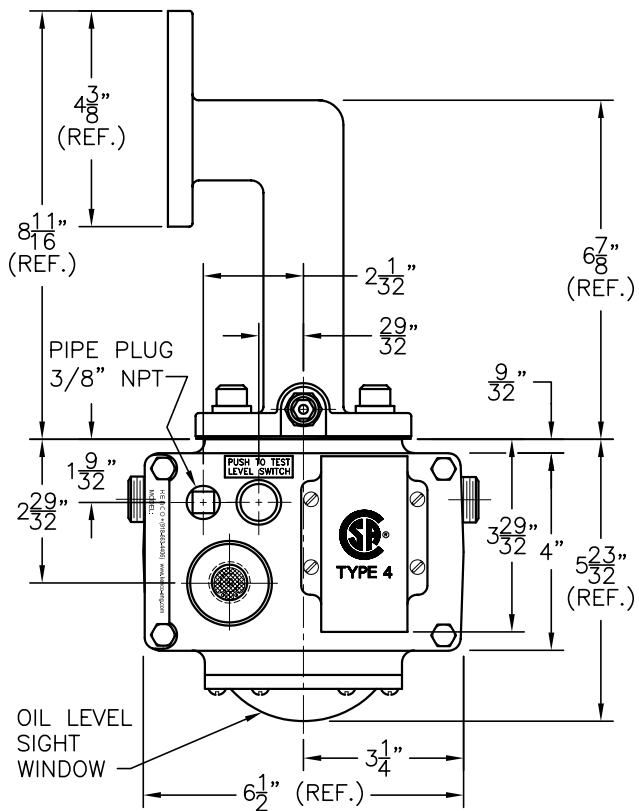 4 3/8"
(REF.)
8 11/16"
(REF.)
6 7/8"
(REF.)
2 1/32"
29/32"
PIPE PLUG
3/8" NPT
9/32"
1 9/32"
2 29/32"
PUSH TO TEST
LEVEL SWITCH
MODEL:
CSA®
TYPE 4
3 29/32"
4"
5 23/32"
(REF.)
OIL LEVEL
SIGHT
WINDOW
3 1/4"
6 1/2" (REF.)